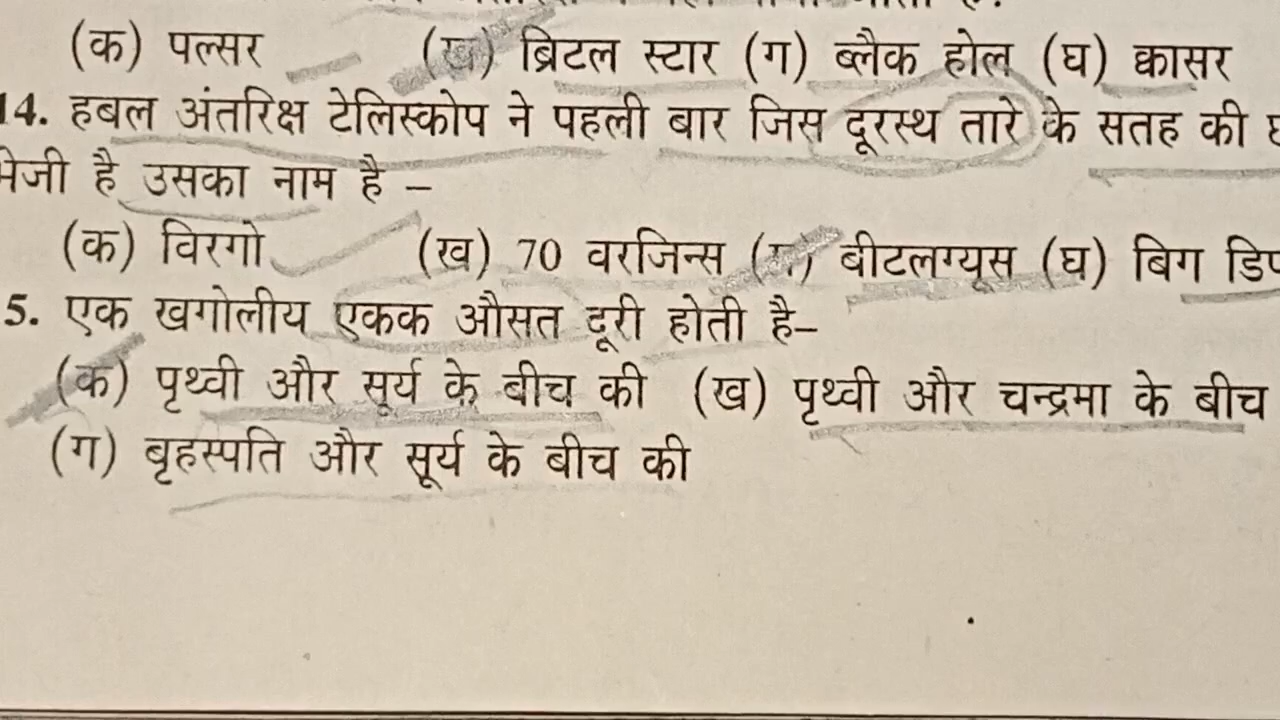 (क) पल्सर (ख) ब्रिटल स्टार (ग) ब्लैक होल (घ) क्वासर
14. हबल अंतरिक्ष टेलिस्कोप ने पहली बार जिस दूरस्थ तारे के सतह की
भेजी है उसका नाम है –
(क) विरगो (ख) 70 वरजिन्स (ग) बीटलग्यूस (घ) बिग
5. एक खगोलीय एकक औसत दूरी होती है–
(क) पृथ्वी और सूर्य के बीच की (ख) पृथ्वी और चन्द्रमा के बीच
(ग) बृहस्पति और सूर्य के बीच की